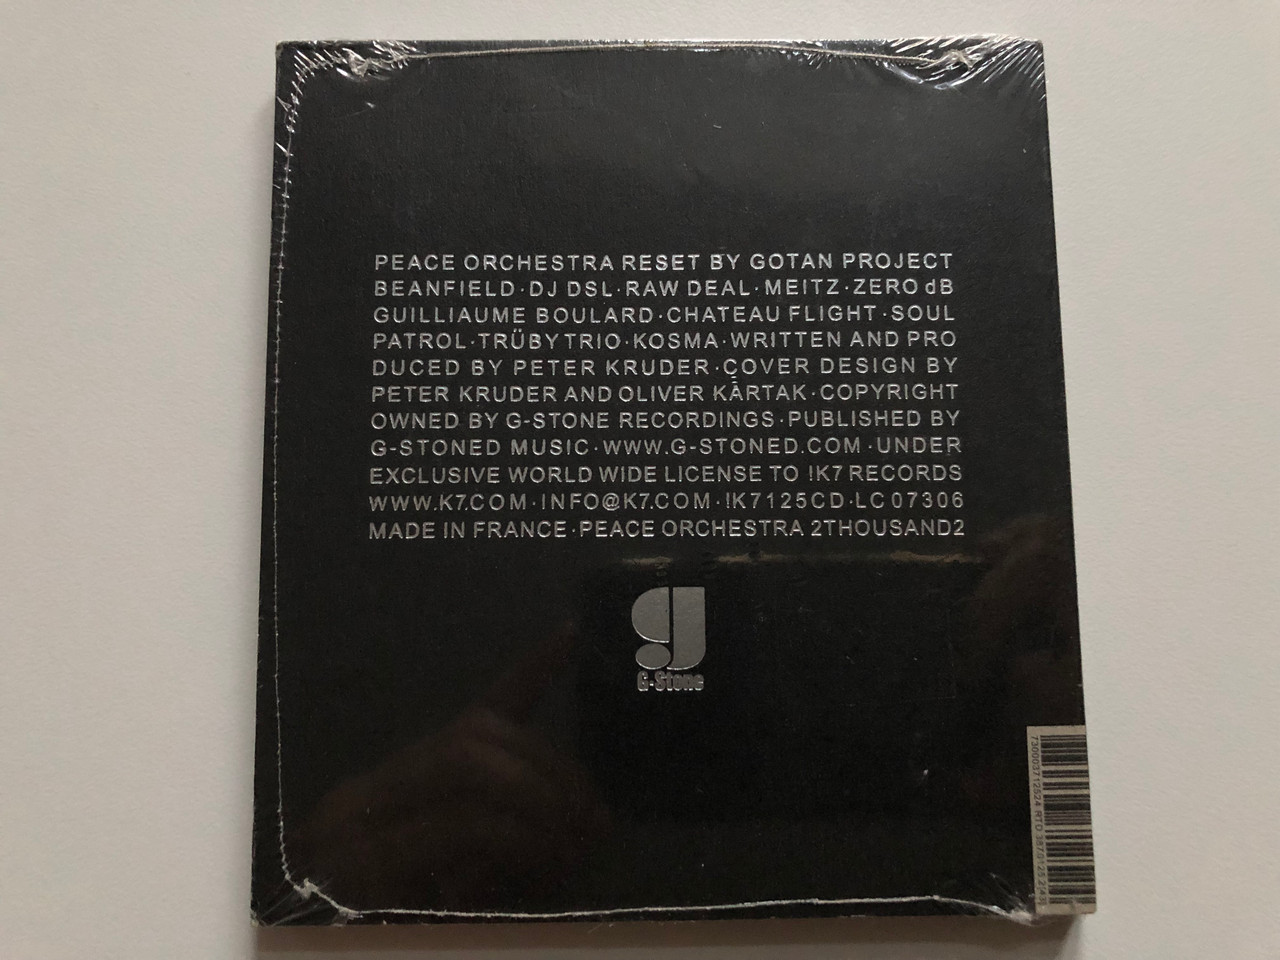 PEACE ORCHESTRA RESET BY GOTAN PROJECT
BEANFIELD·DJ DSL·RAW DEAL·MEITZ·ZERO dB
GUILLIAUME BOULARD·CHATEAU FLIGHT·SOUL
PATROL·TRÜBY TRIO·KOSMA·WRITTEN AND PRO
DUCED BY PETER KRUDER·COVER DESIGN BY
PETER KRUDER AND OLIVER KARTAK·COPYRIGHT
OWNED BY G-STONE RECORDINGS·PUBLISHED BY
G-STONED MUSIC·WWW.G-STONED.COM·UNDER
EXCLUSIVE WORLD WIDE LICENSE TO !K7 RECORDS
WWW.K7.COM·INFO@K7.COM·!K7125CD·LC 07306
MADE IN FRANCE·PEACE ORCHESTRA 2THOUSAND2
g
G-Stone
730003712524 RTD